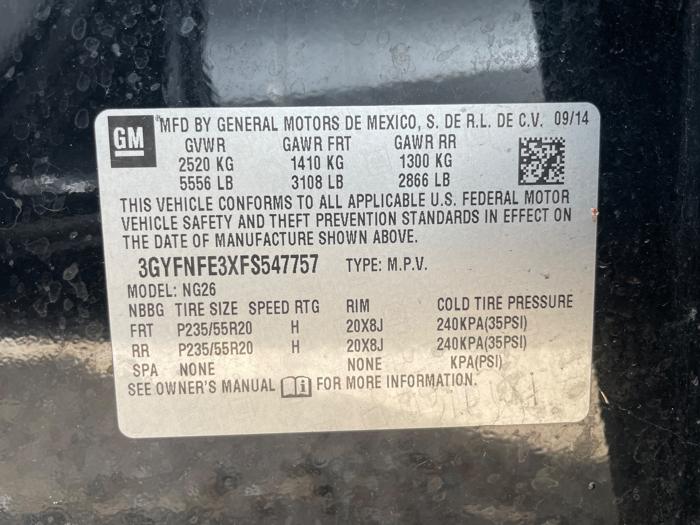 GM
MFD BY GENERAL MOTORS DE MEXICO, S. DE R.L. DE C.V. 09/14
GVWR GAWR FRT GAWR RR
2520 KG 1410 KG 1300 KG
5556 LB 3108 LB 2866 LB
THIS VEHICLE CONFORMS TO ALL APPLICABLE U.S. FEDERAL MOTOR
VEHICLE SAFETY AND THEFT PREVENTION STANDARDS IN EFFECT ON
THE DATE OF MANUFACTURE SHOWN ABOVE.
3GYFNFE3XFS547757 TYPE: M.P.V.
MODEL: NG26
NBBG TIRE SIZE SPEED RTG RIM COLD TIRE PRESSURE
FRT P235/55R20 H 20X8J 240KPA(35PSI)
RR P235/55R20 H 20X8J 240KPA(35PSI)
SPA NONE NONE KPA(PSI)
SEE OWNER'S MANUAL FOR MORE INFORMATION.